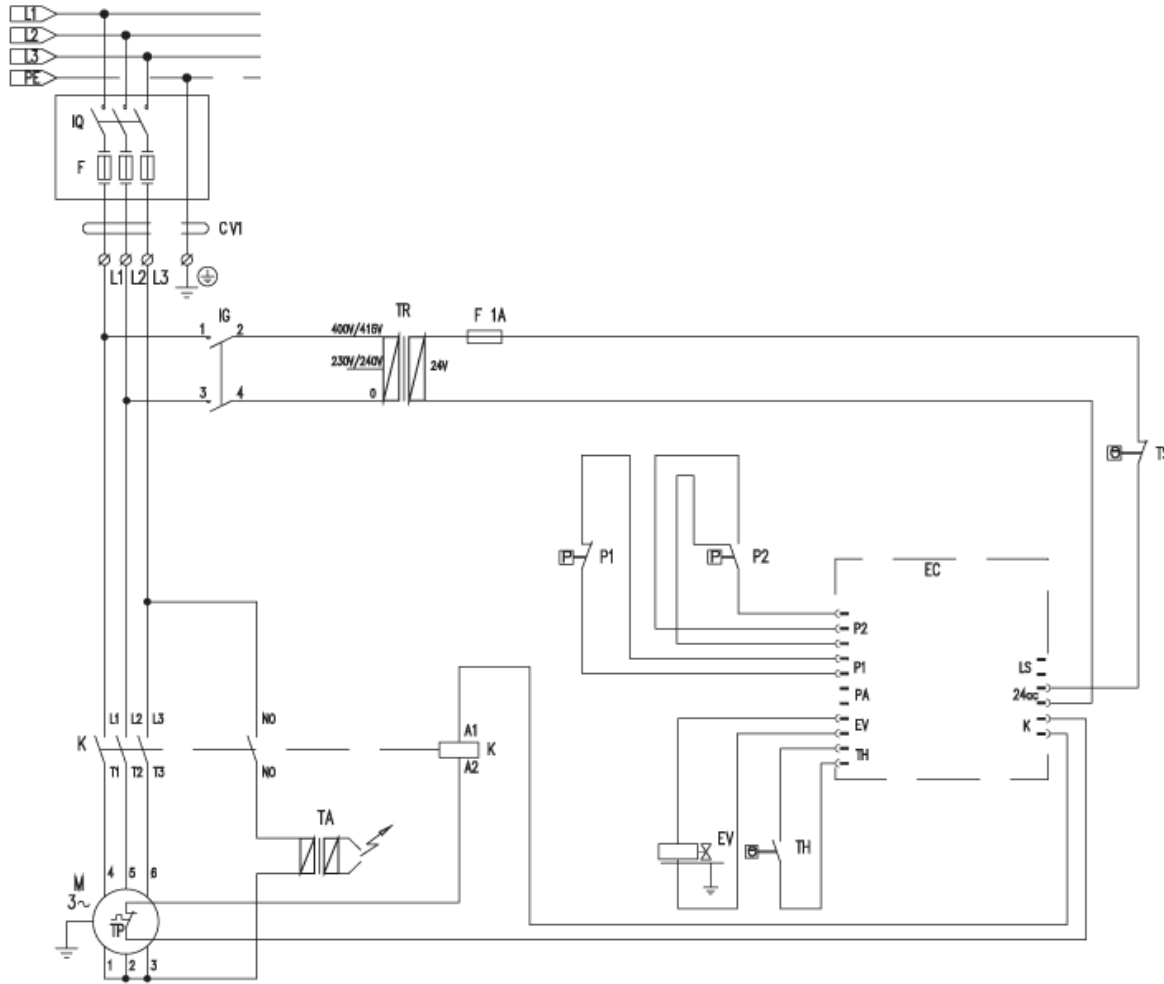 L1
L2
L3
PE
IQ
F
CV1
L1 L2 L3
IG
1 2
3 4
400V/415V
230V/240V
0
TR
24V
F 1A
TS
P1
P2
EC
P2
P1
PA
EV
TH
LS
24ac
K
L1 L2 L3
NO
K
T1 T2 T3
NO
A1
K
A2
TA
EV
TH
4 5 6
M
3~
TP
1 2 3